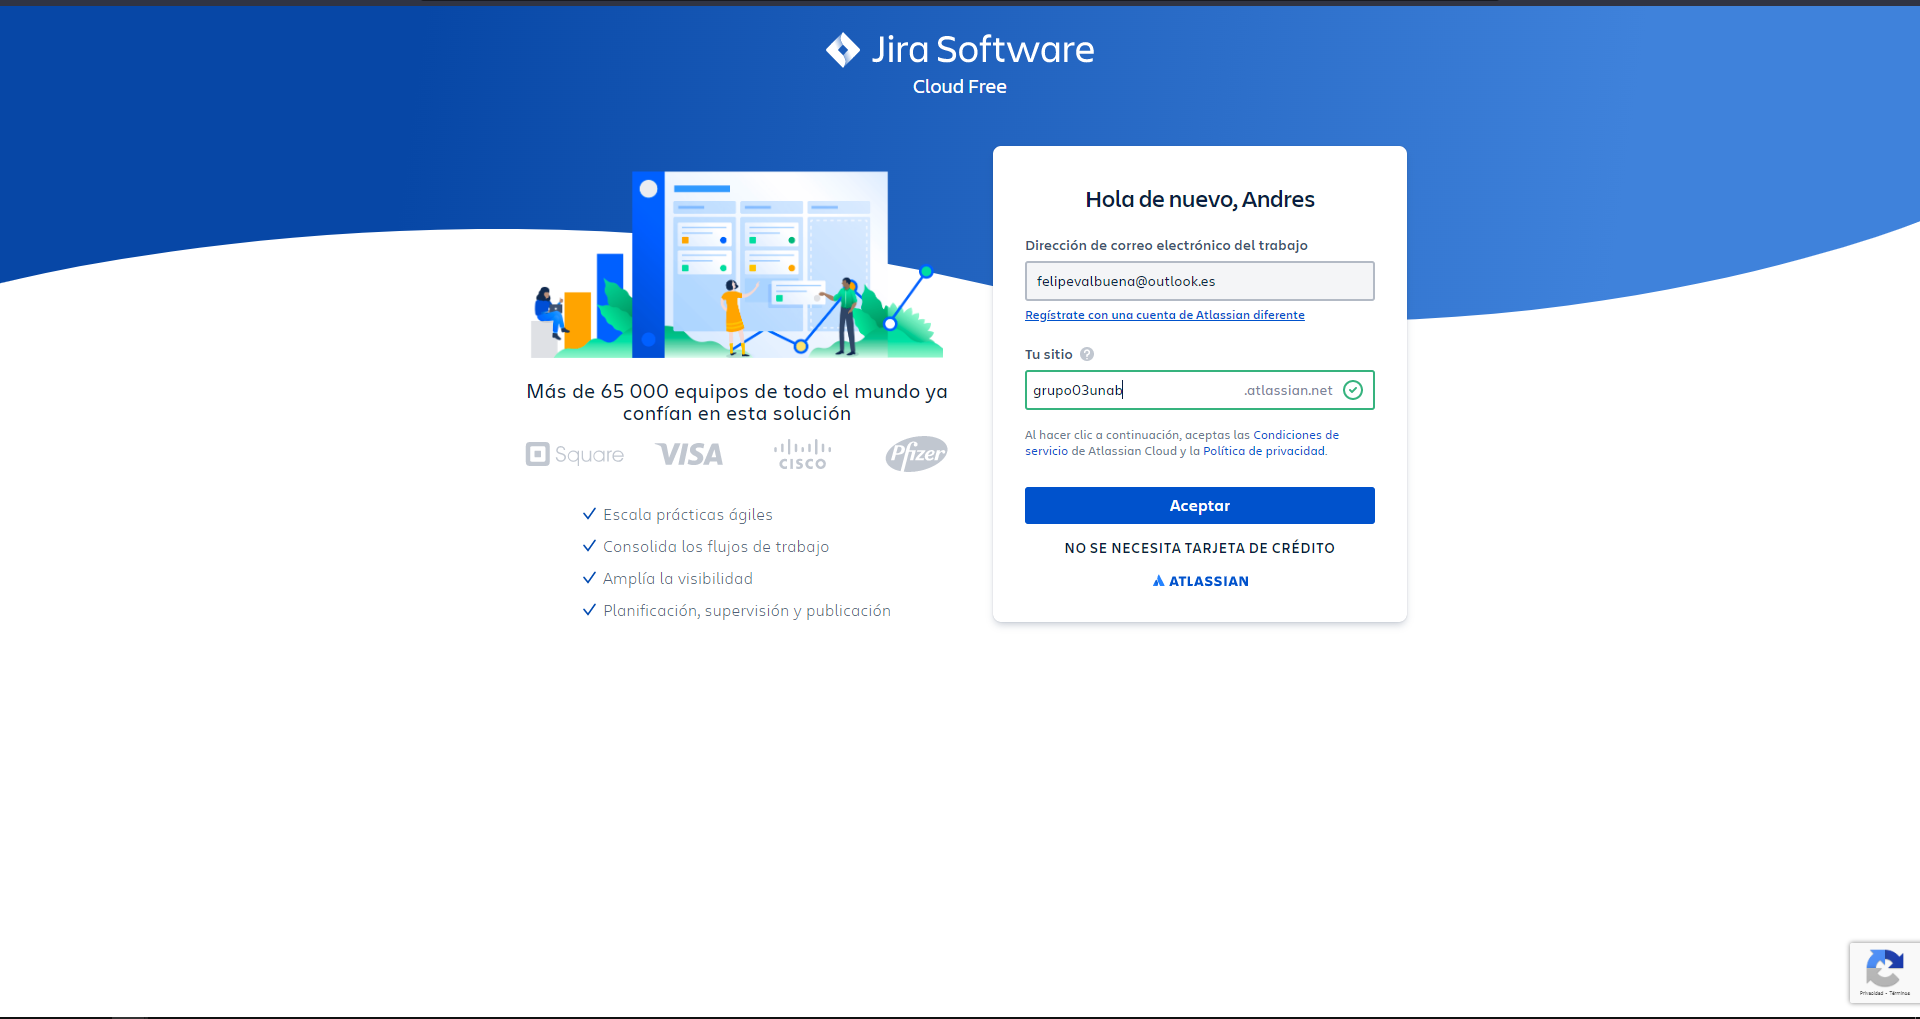 Jira Software
Cloud Free
Hola de nuevo, Andres
Dirección de correo electrónico del trabajo
felipevalbuena@outlook.es
Regístrate con una cuenta de Atlassian diferente
Tu sitio ?
grupo03unab .atlassian.net
Al hacer clic a continuación, aceptas las Condiciones de
servicio de Atlassian Cloud y la Política de privacidad.
Aceptar
NO SE NECESITA TARJETA DE CRÉDITO
ATLASSIAN
Más de 65 000 equipos de todo el mundo ya
confían en esta solución
Square VISA CISCO Pfizer
Escala prácticas ágiles
Consolida los flujos de trabajo
Amplía la visibilidad
Planificación, supervisión y publicación
Privacidad - Términos